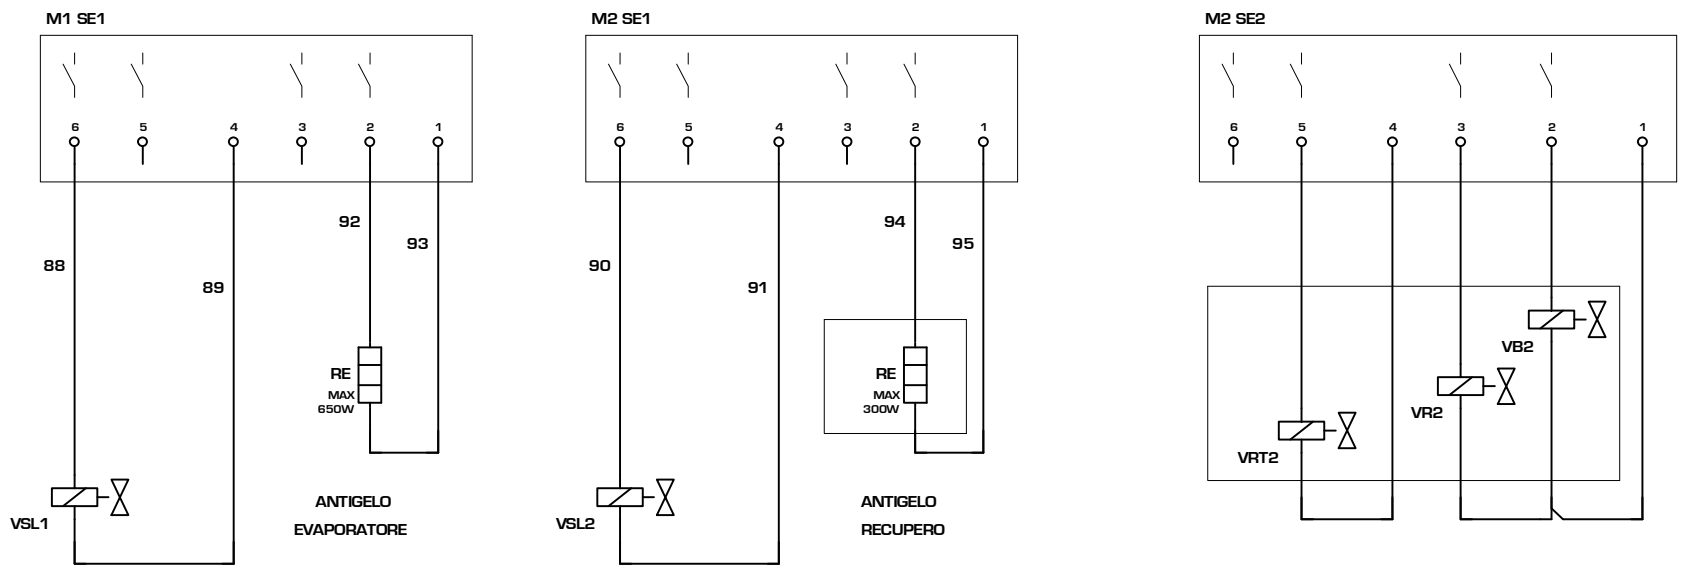 M1 SE1
6 5 4 3 2 1
92
93
88
89
RE
MAX
650W
VSL1
ANTIGELO
EVAPORATORE
M2 SE1
6 5 4 3 2 1
94
95
90
91
RE
MAX
300W
VSL2
ANTIGELO
RECUPERO
M2 SE2
6 5 4 3 2 1
VB2
VR2
VRT2